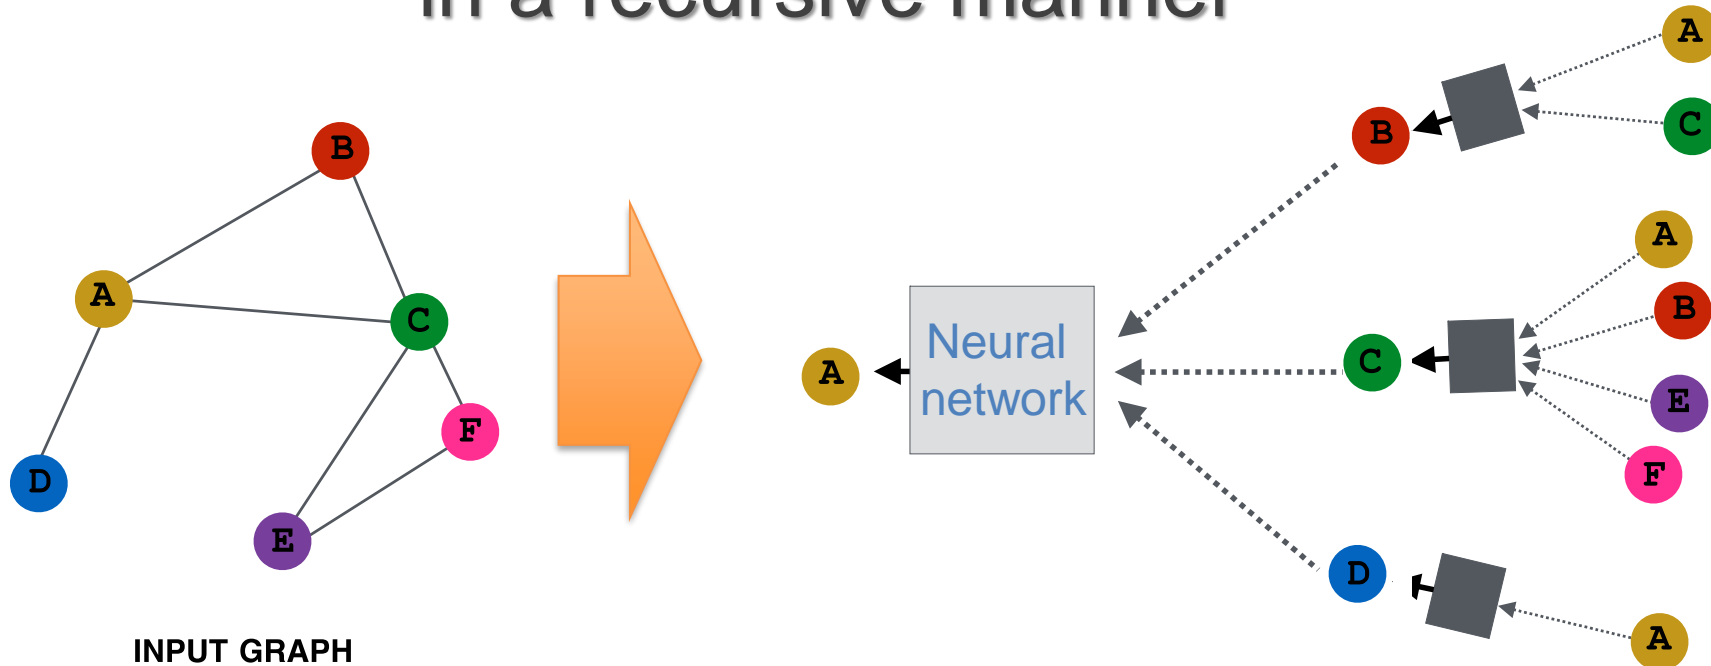 in a recursive manner
B
A
C
F
D
E
INPUT GRAPH
A
Neural
network
B
C
D
A
C
A
B
E
F
A